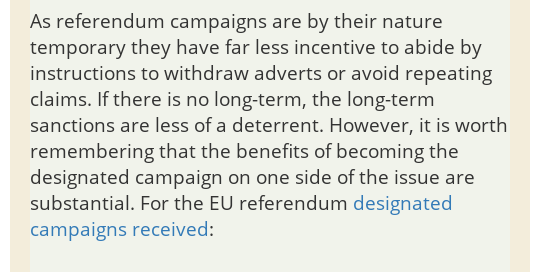 As referendum campaigns are by their nature
temporary they have far less incentive to abide by
instructions to withdraw adverts or avoid repeating
claims. If there is no long-term, the long-term
sanctions are less of a deterrent. However, it is worth
remembering that the benefits of becoming the
designated campaign on one side of the issue are
substantial. For the EU referendum designated
campaigns received: